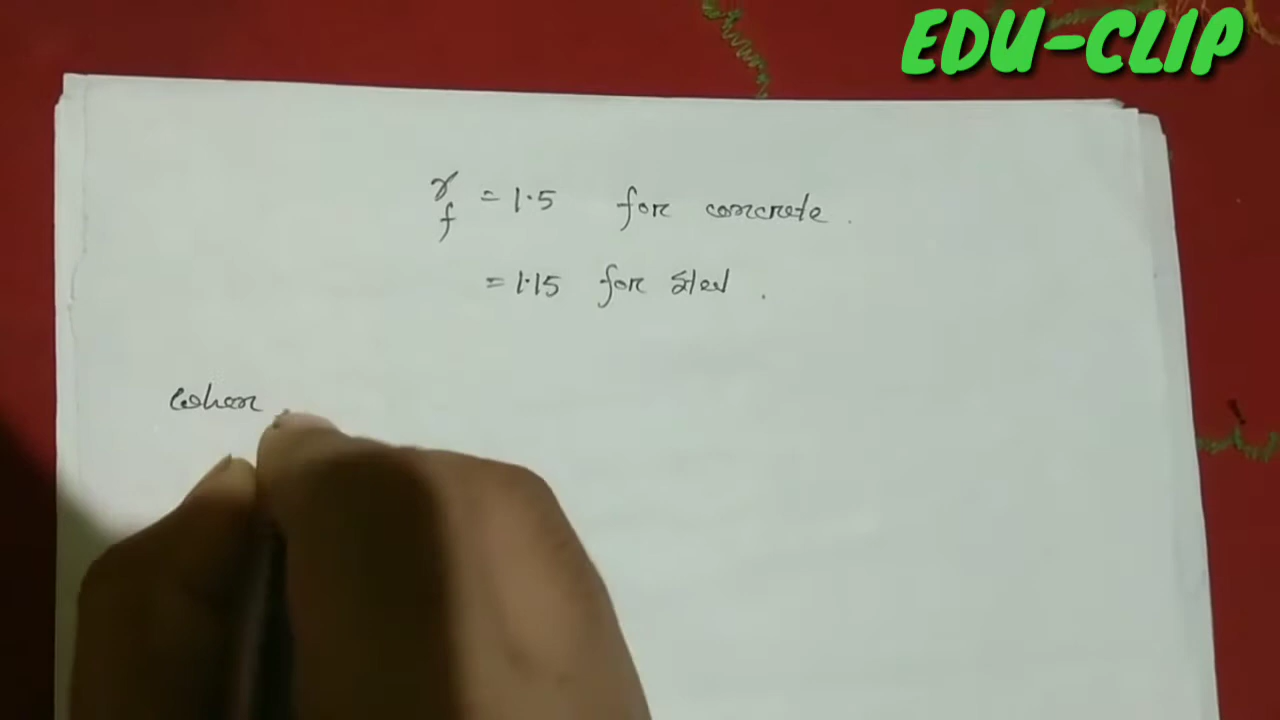 EDU-CLIP
γf = 1.5 for concrete.
= 1.15 for steel.
when